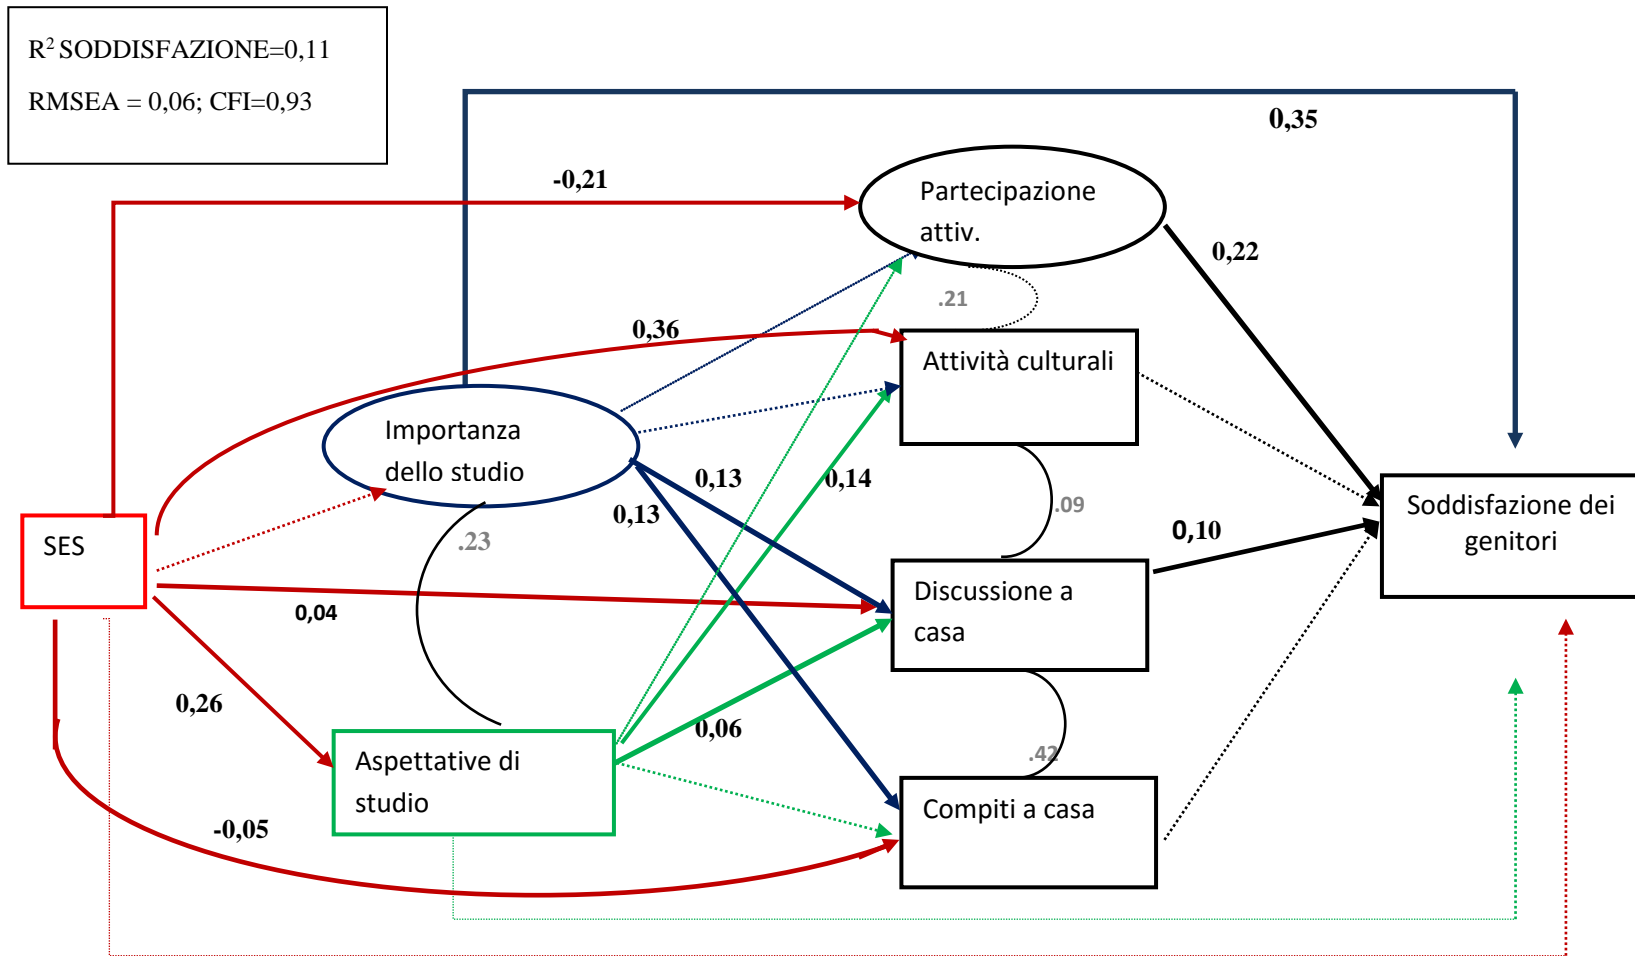 R² SODDISFAZIONE=0,11
RMSEA = 0,06; CFI=0,93
0,35
-0,21
Partecipazione
attiv.
0,22
.21
0,36
Attività culturali
Importanza
dello studio
0,13
0,14
0,13
.09
.23
SES
0,10
Soddisfazione dei
genitori
0,04
Discussione a
casa
0,26
0,06
.42
Aspettative di
studio
Compiti a casa
-0,05